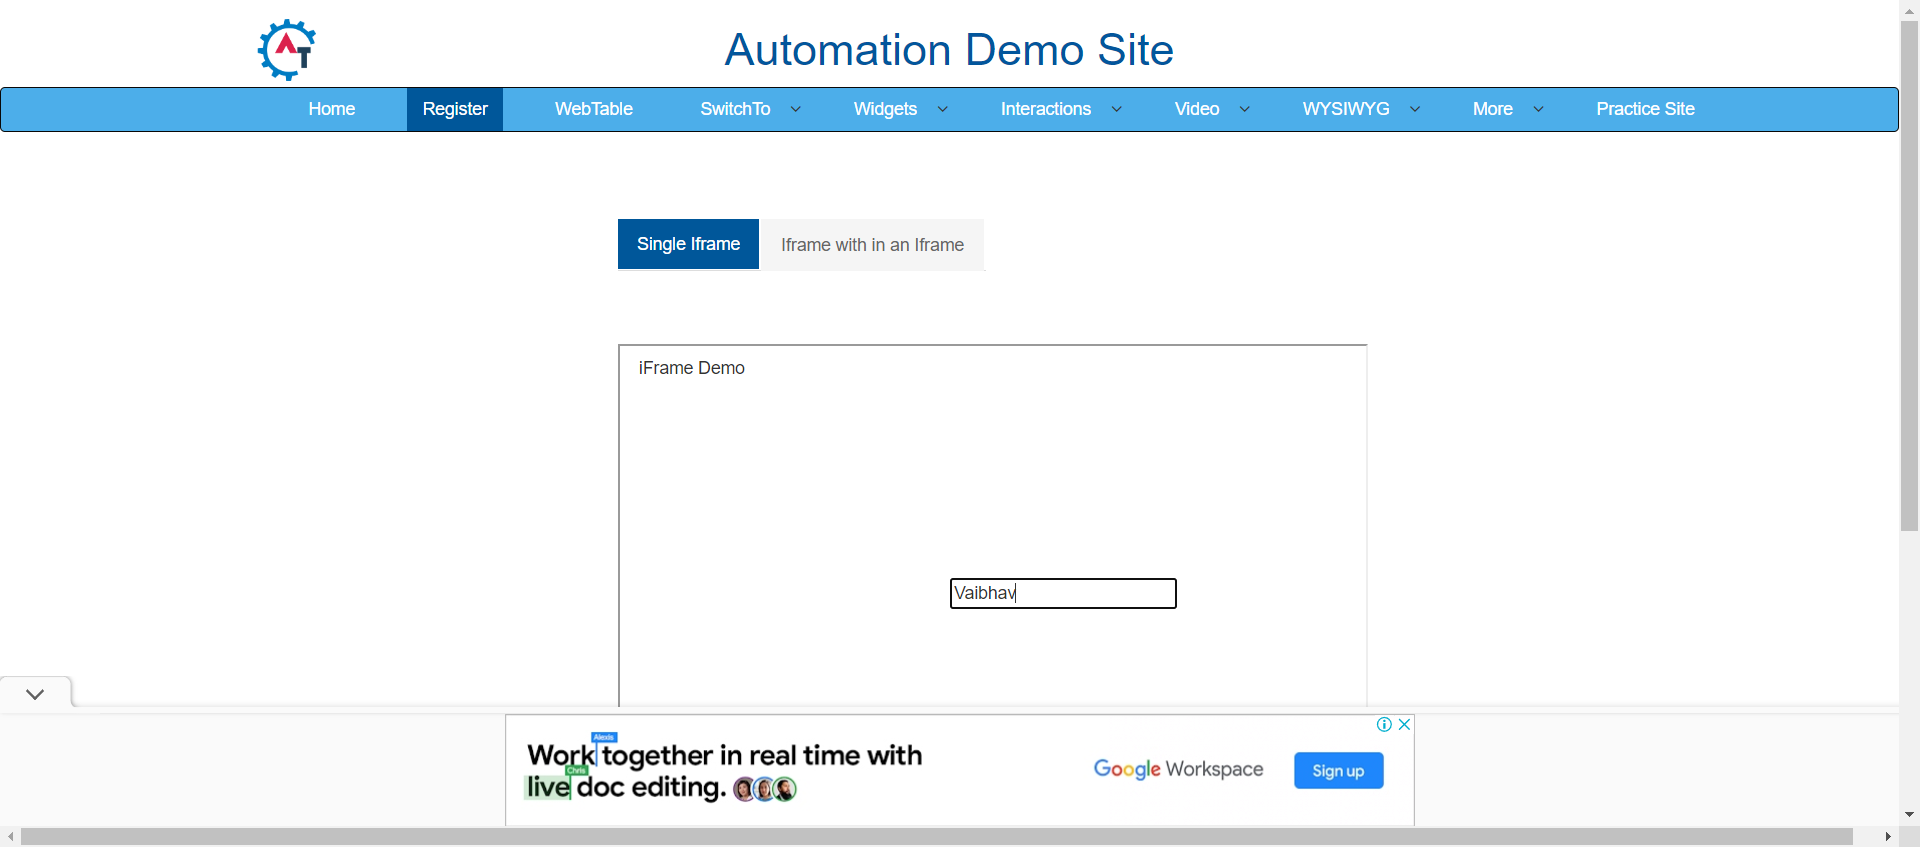 AT
Automation Demo Site
Home Register WebTable SwitchTo Widgets Interactions Video WYSIWYG More Practice Site
Single Iframe Iframe with in an Iframe
iFrame Demo
Vaibhav
Alexis
Work together in real time with
Chris
live doc editing.
Google Workspace
Sign up